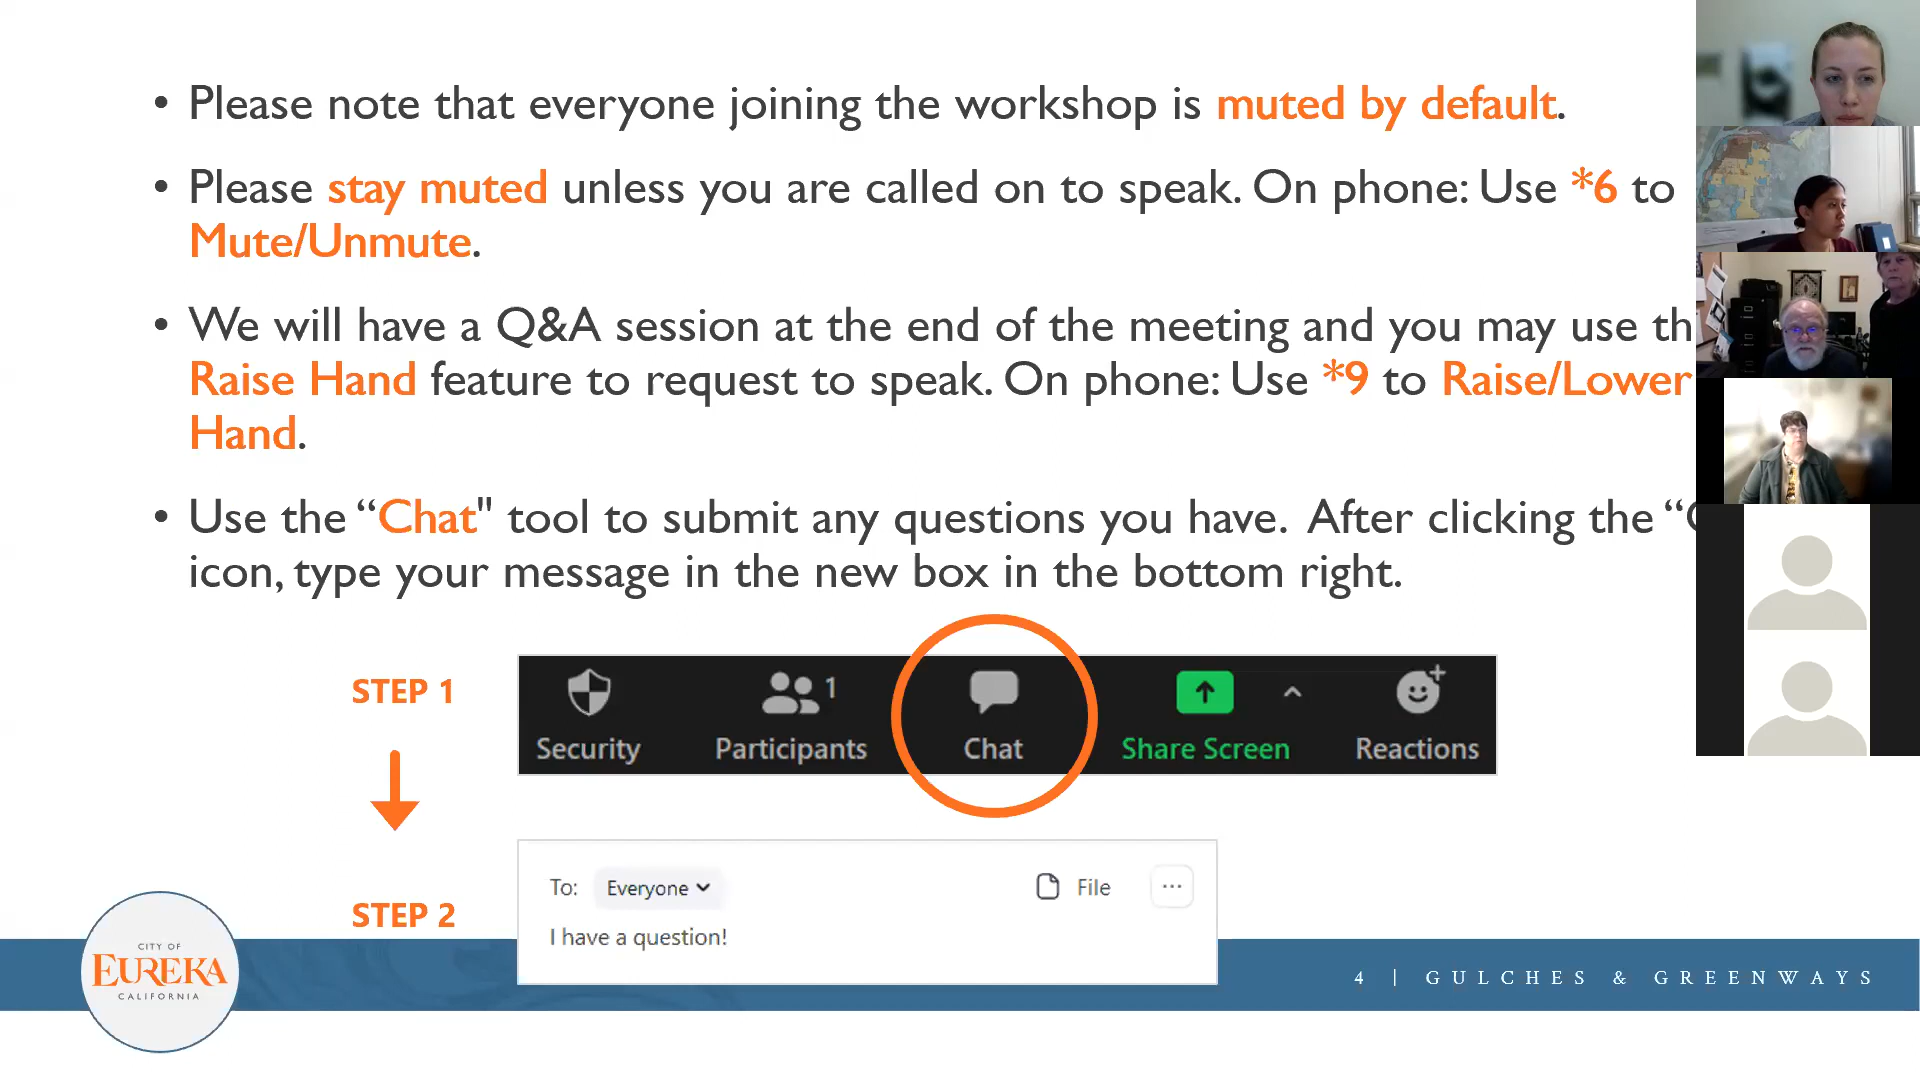 • Please note that everyone joining the workshop is muted by default.
• Please stay muted unless you are called on to speak. On phone: Use *6 to
Mute/Unmute.
• We will have a Q&A session at the end of the meeting and you may use th
Raise Hand feature to request to speak. On phone: Use *9 to Raise/Lower
Hand.
• Use the “Chat" tool to submit any questions you have. After clicking the “
icon, type your message in the new box in the bottom right.
STEP 1
1
Security Participants Chat Share Screen Reactions
To: Everyone File ...
STEP 2
I have a question!
CITY OF
EUREKA
CALIFORNIA
4 | GULCHES & GREENWAYS